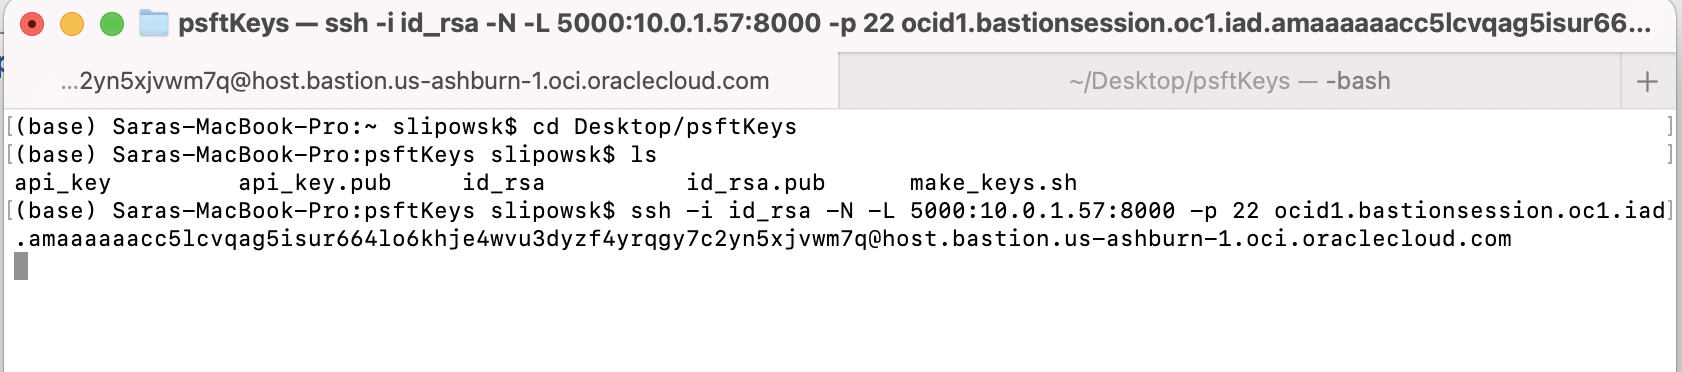 psftKeys — ssh -i id_rsa -N -L 5000:10.0.1.57:8000 -p 22 ocid1.bastionsession.oc1.iad.amaaaaaacc5lcvqag5isur66...
...2yn5xjvwm7q@host.bastion.us-ashburn-1.oci.oraclecloud.com ~/Desktop/psftKeys — -bash +
[(base) Saras-MacBook-Pro:~ slipowsk$ cd Desktop/psftKeys ]
[(base) Saras-MacBook-Pro:psftKeys slipowsk$ ls ]
api_key api_key.pub id_rsa id_rsa.pub make_keys.sh
[(base) Saras-MacBook-Pro:psftKeys slipowsk$ ssh -i id_rsa -N -L 5000:10.0.1.57:8000 -p 22 ocid1.bastionsession.oc1.iad]
.amaaaaaacc5lcvqag5isur664lo6khje4wvu3dyzf4yrqgy7c2yn5xjvwm7q@host.bastion.us-ashburn-1.oci.oraclecloud.com